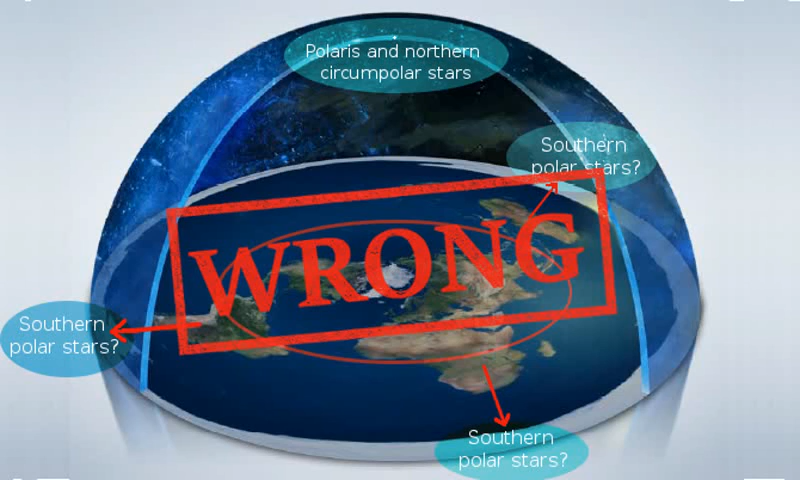 Polaris and northern
circumpolar stars
Southern
polar stars?
WRONG
Southern
polar stars?
Southern
polar stars?